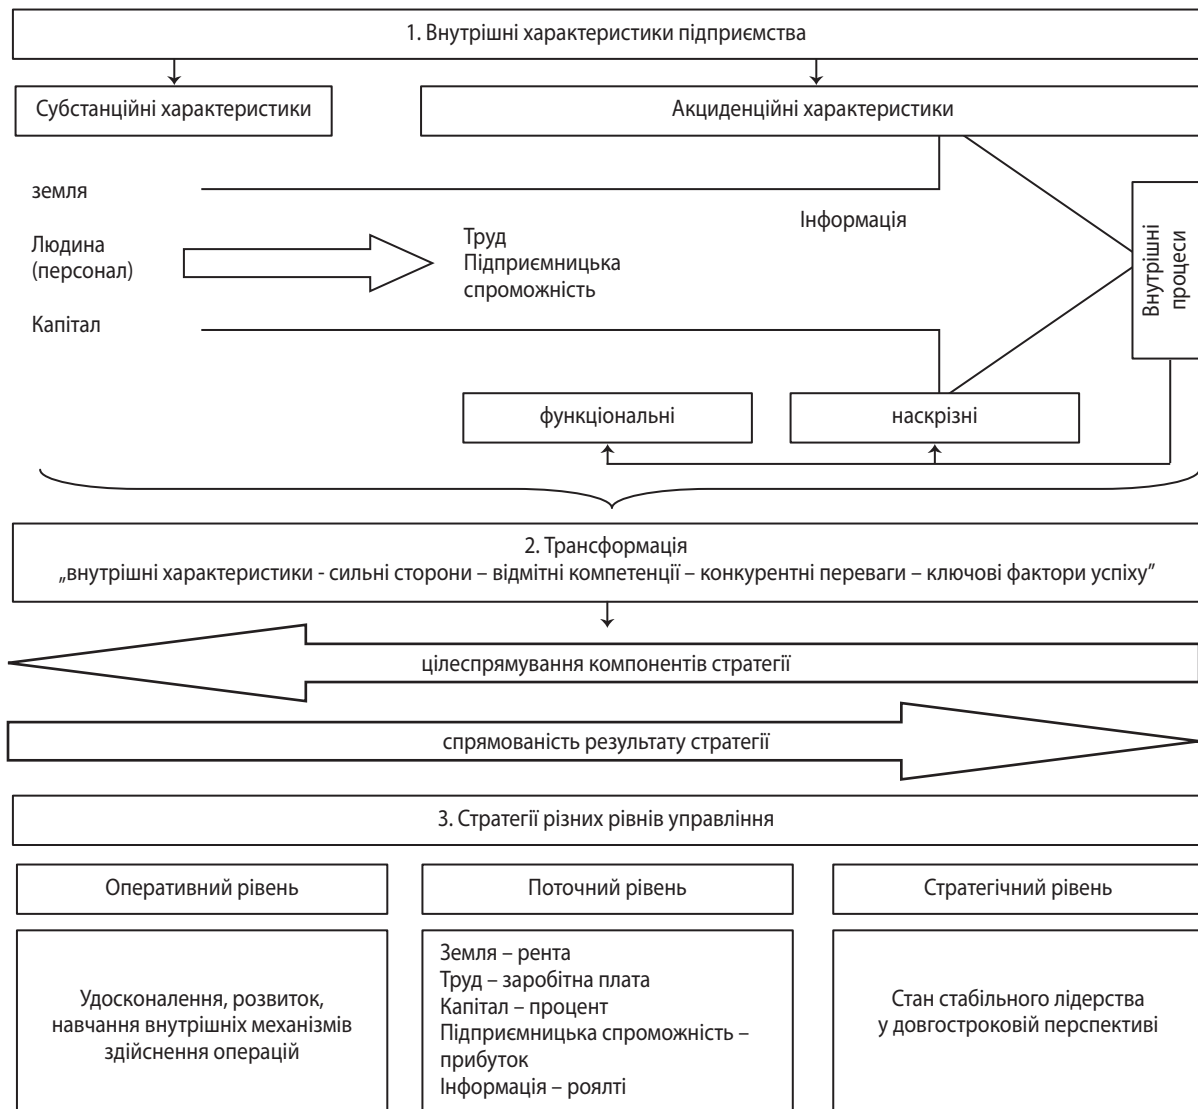 1. Внутрішні характеристики підприємства
Субстанційні характеристики
Акциденційні характеристики
земля
Інформація
Людина
(персонал)
Труд
Підприємницька
спроможність
Внутрішні
процеси
Капітал
функціональні
наскрізні
2. Трансформація
„внутрішні характеристики - сильні сторони – відмітні компетенції – конкурентні переваги – ключові фактори успіху”
цілеспрямування компонентів стратегії
спрямованість результату стратегії
3. Стратегії різних рівнів управління
Оперативний рівень
Поточний рівень
Стратегічний рівень
Удосконалення, розвиток,
навчання внутрішніх механізмів
здійснення операцій
Земля – рента
Труд – заробітна плата
Капітал – процент
Підприємницька спроможність –
прибуток
Інформація – роялті
Стан стабільного лідерства
у довгостроковій перспективі